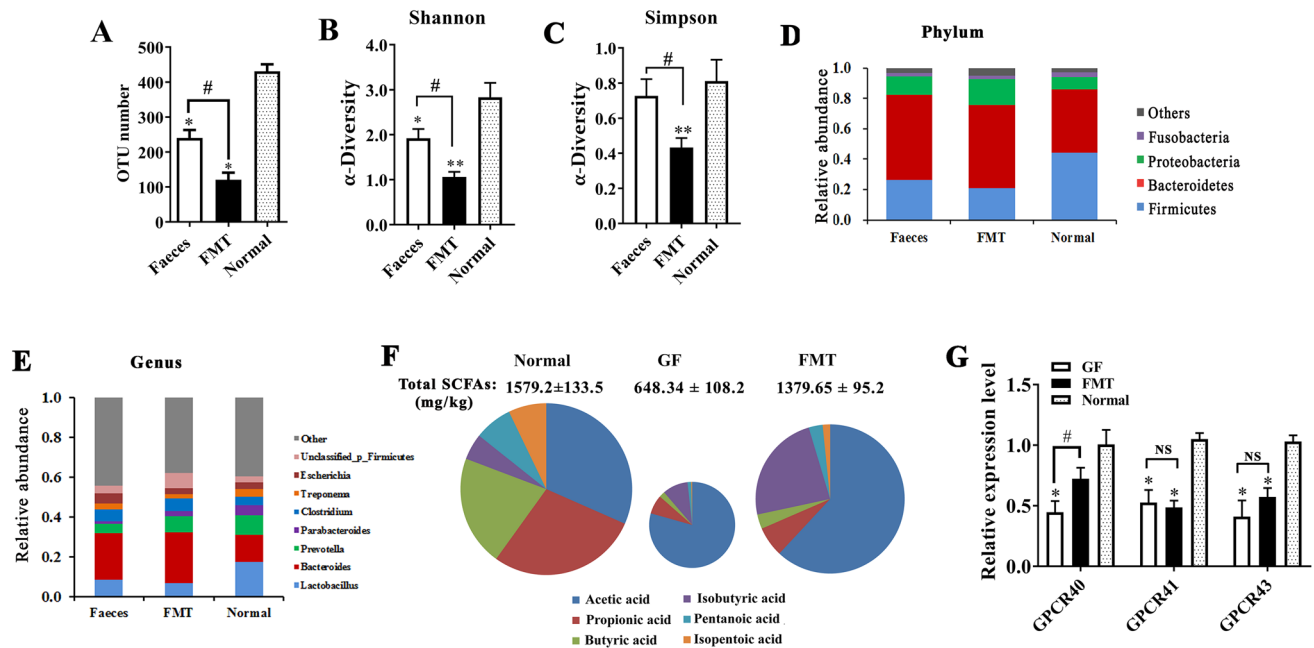 A
500
400
300
200
100
0
OTU number
#
*
*
Faeces
FMT
Normal
B
Shannon
4.0
3.0
2.0
1.0
0.0
α-Diversity
#
*
**
Faeces
FMT
Normal
C
Simpson
1.0
0.8
0.6
0.4
0.2
0.0
α-Diversity
#
**
Faeces
FMT
Normal
D
Phylum
1.0
0.8
0.6
0.4
0.2
0.0
Relative abundance
Faeces
FMT
Normal
Others
Fusobacteria
Proteobacteria
Bacteroidetes
Firmicutes
E
Genus
1.0
0.8
0.6
0.4
0.2
0.0
Relative abundance
Faeces
FMT
Normal
Other
Unclassified_p_Firmicutes
Escherichia
Treponema
Clostridium
Parabacteroides
Prevotella
Bacteroides
Lactobacillus
F
Normal GF FMT
Total SCFAs: 1579.2±133.5 648.34 ± 108.2 1379.65 ± 95.2
(mg/kg)
Acetic acid Isobutyric acid
Propionic acid Pentanoic acid
Butyric acid Isopentoic acid
G
GF
FMT
Normal
1.5
1.0
0.5
0.0
Relative expression level
#
*
NS
*
*
NS
*
*
GPCR40
GPCR41
GPCR43